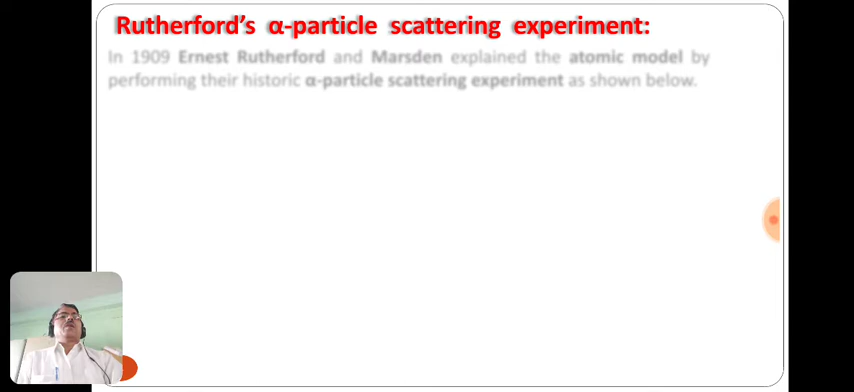 Rutherford's α-particle scattering experiment:
In 1909 Ernest Rutherford and Marsden explained the atomic model by
performing their historic α-particle scattering experiment as shown below.